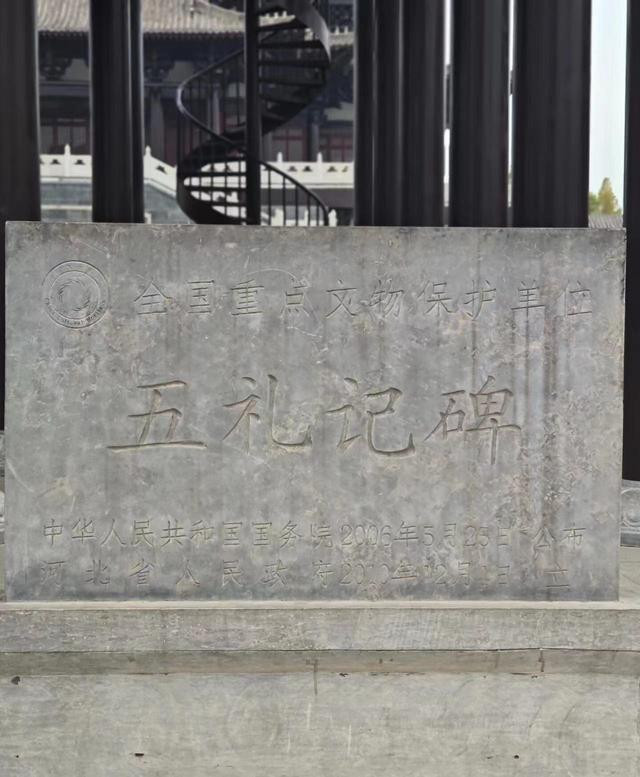 全国重点文物保护单位
五礼记碑
中华人民共和国国务院2006年5月25日 公布
河北省人民政府 年12月 日 立